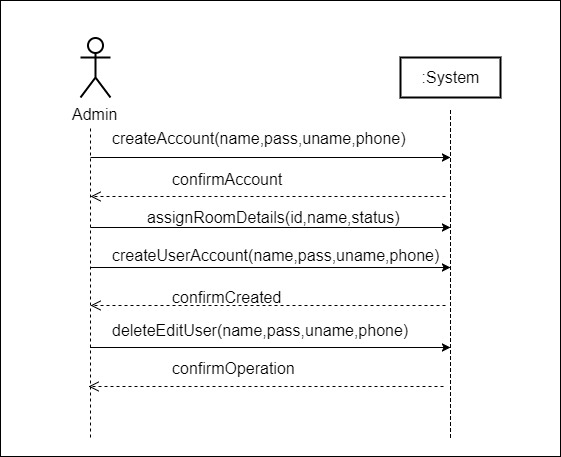 :System
Admin
createAccount(name,pass,uname,phone)
confirmAccount
assignRoomDetails(id,name,status)
createUserAccount(name,pass,uname,phone)
confirmCreated
deleteEditUser(name,pass,uname,phone)
confirmOperation